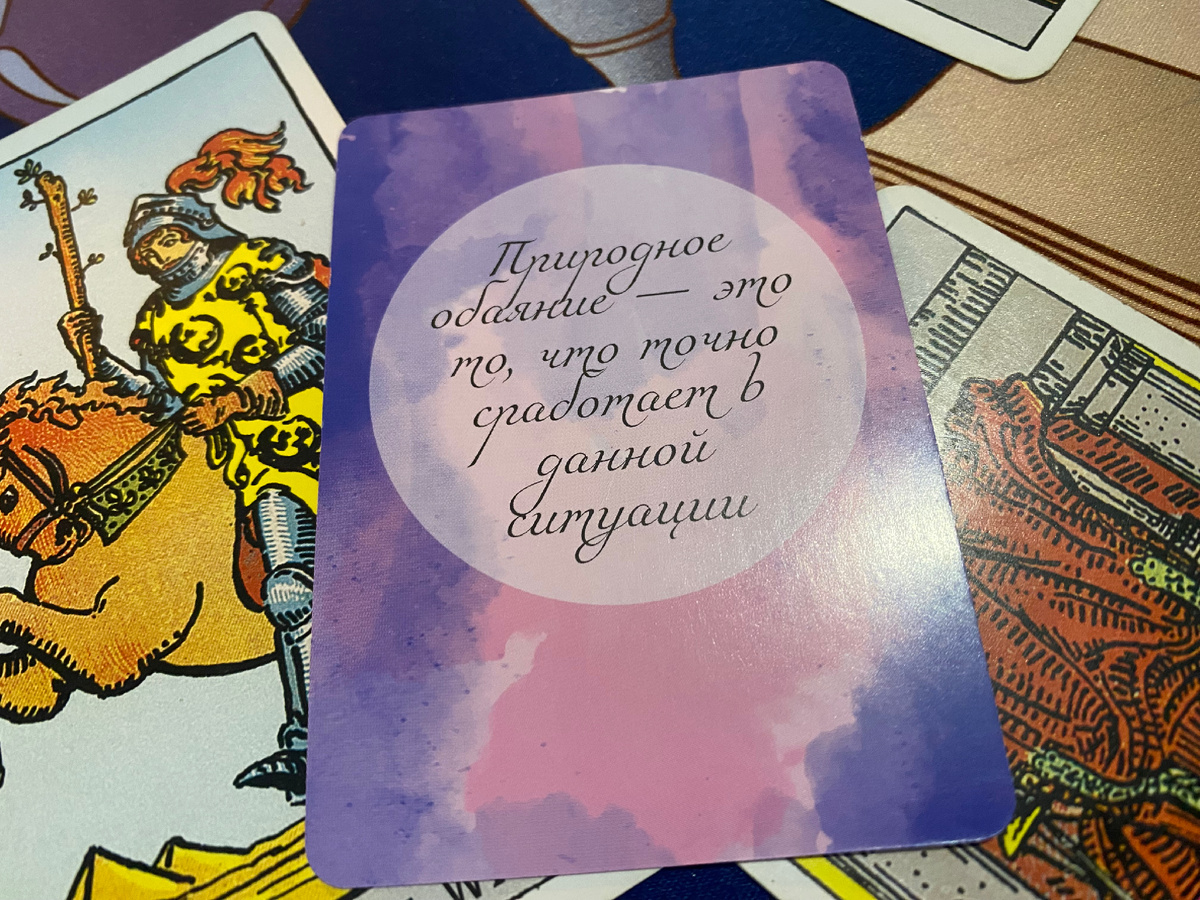 Природное
обаяние — это
то, что точно
сработает в
данной
ситуации